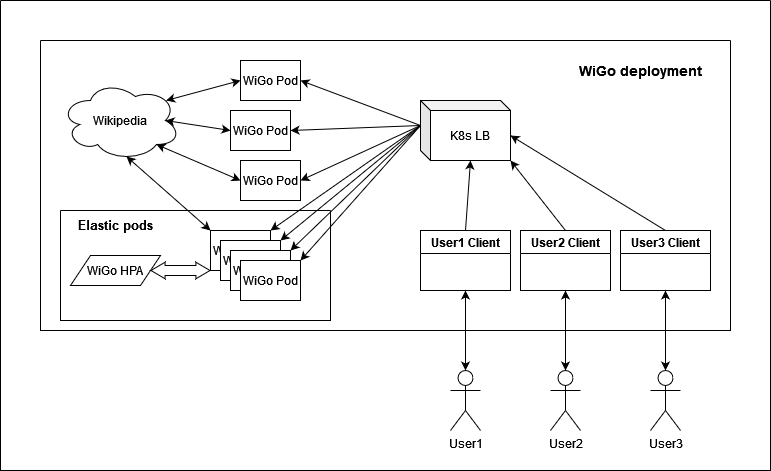 WiGo deployment
WiGo Pod
Wikipedia
WiGo Pod
K8s LB
WiGo Pod
Elastic pods
User1 Client
User2 Client
User3 Client
WiGo HPA
WiGo Pod
User1
User2
User3